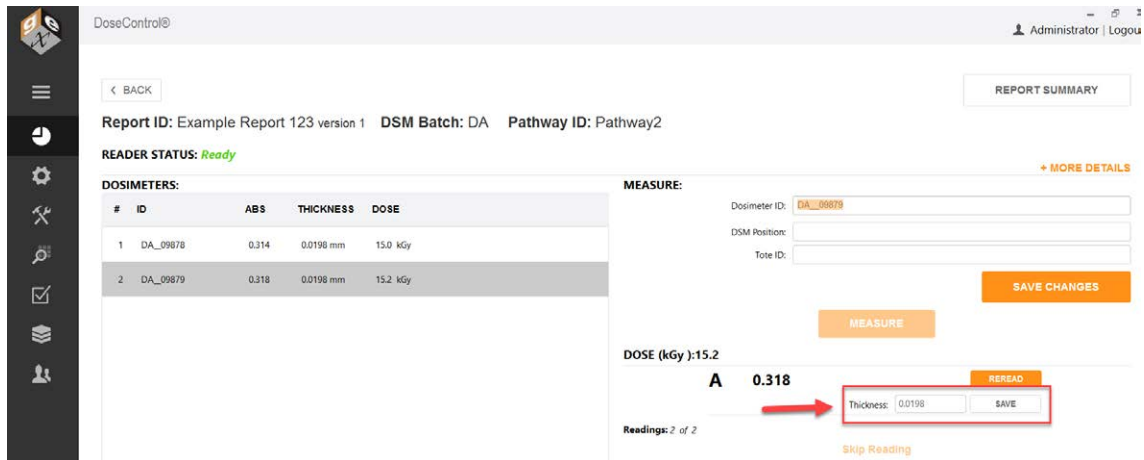 gex
DoseControl®
Administrator | Logou
< BACK
REPORT SUMMARY
Report ID: Example Report 123 version 1 DSM Batch: DA Pathway ID: Pathway2
READER STATUS: Ready
+ MORE DETAILS
DOSIMETERS:
# ID ABS THICKNESS DOSE
1 DA_09878 0.314 0.0198 mm 15.0 kGy
2 DA_09879 0.318 0.0198 mm 15.2 kGy
MEASURE:
Dosimeter ID: DA__09879
DSM Position:
Tote ID:
SAVE CHANGES
MEASURE
DOSE (kGy ):15.2
A 0.318
REREAD
Thickness: 0.0198 SAVE
Readings: 2 of 2
Skip Reading